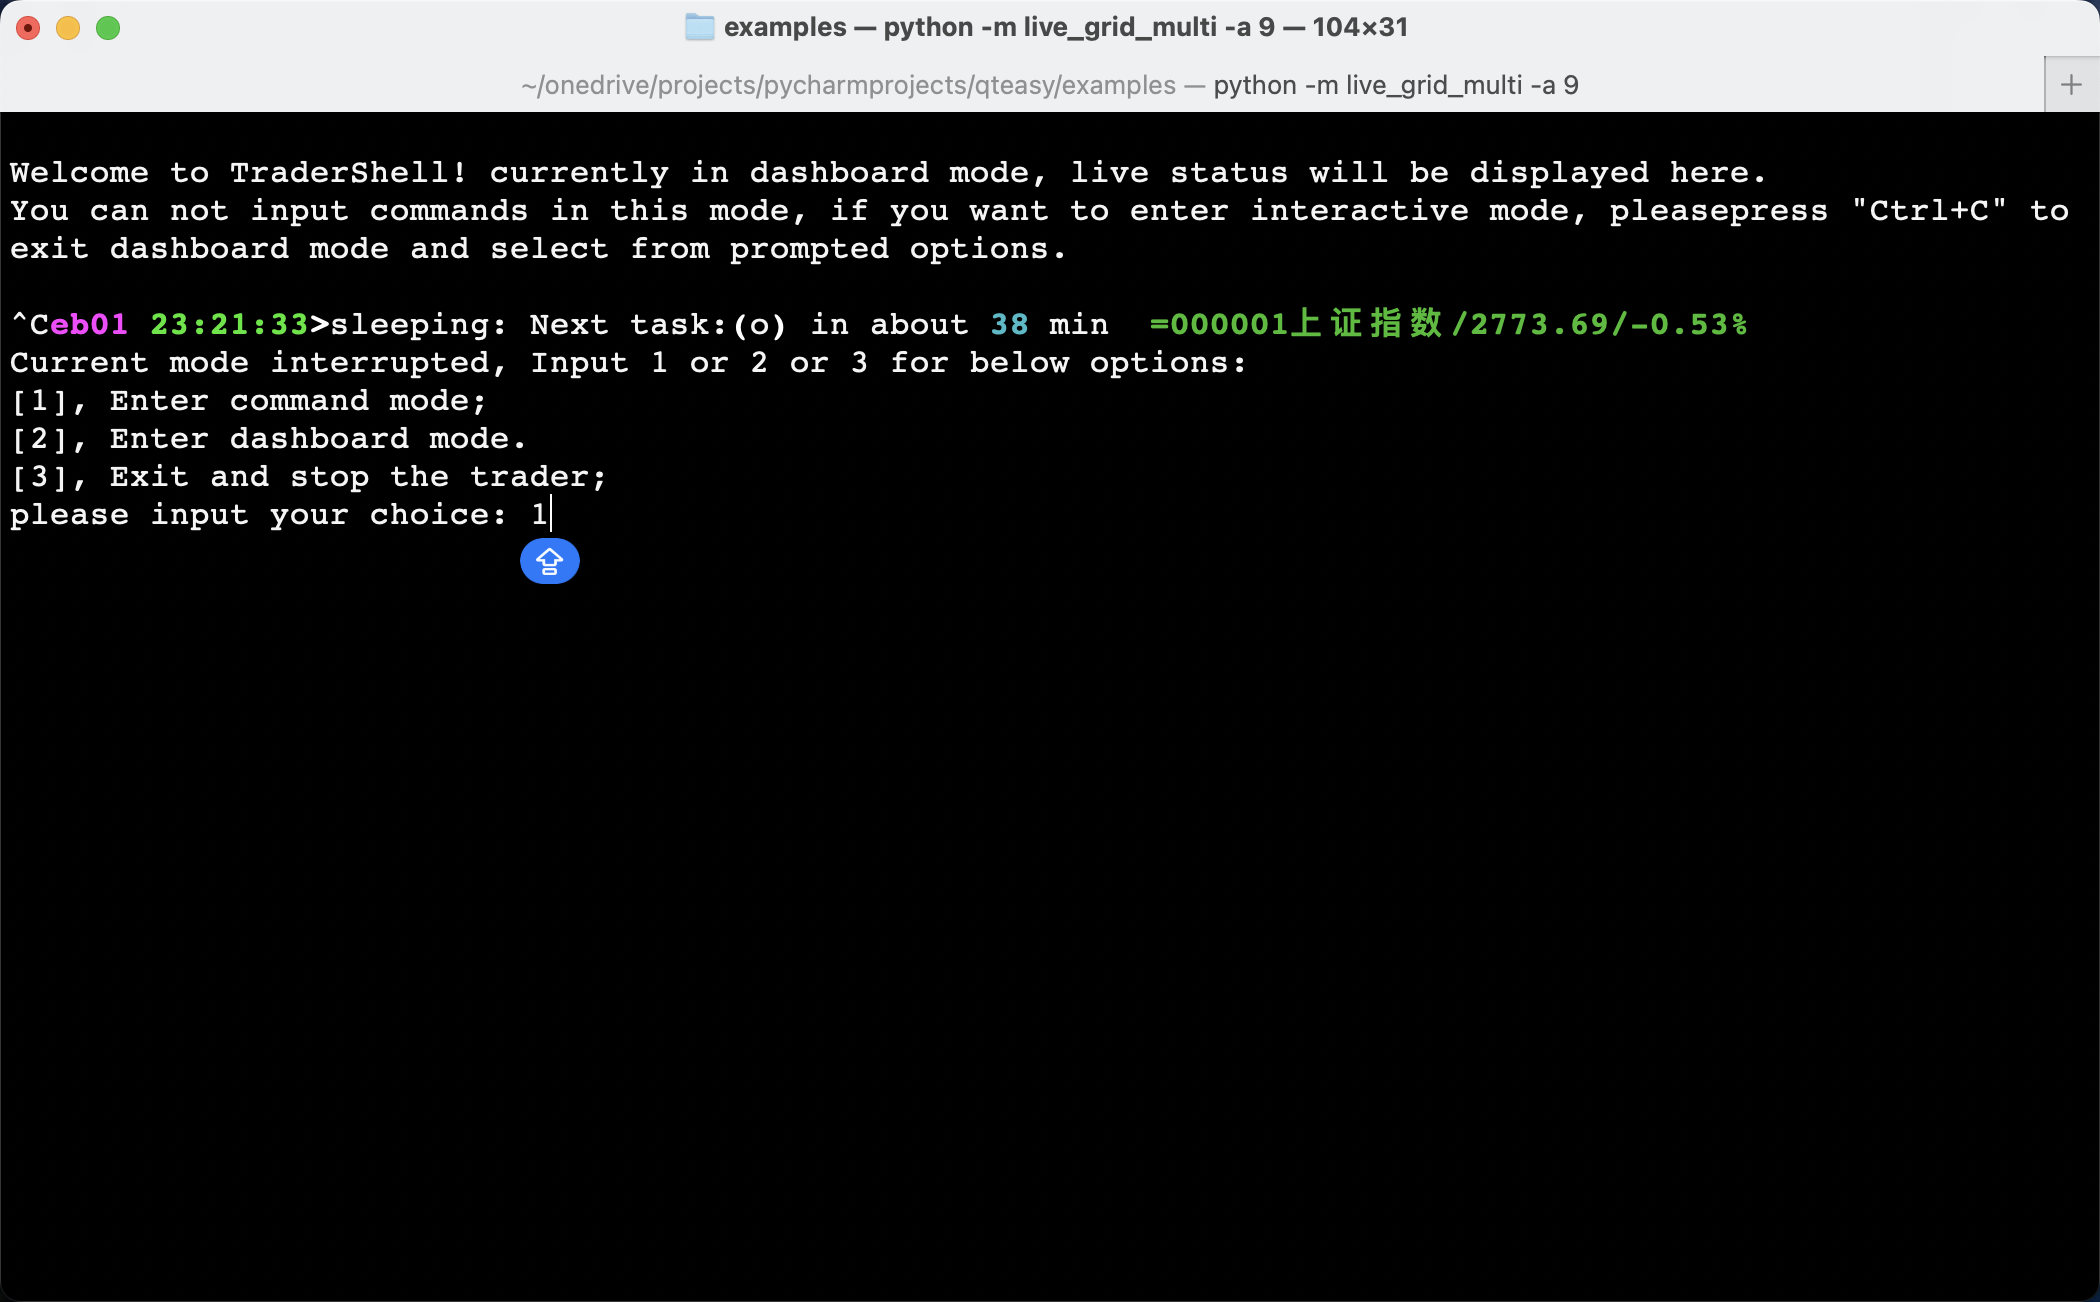 examples — python -m live_grid_multi -a 9 — 104×31
~/onedrive/projects/pycharmprojects/qteasy/examples — python -m live_grid_multi -a 9
Welcome to TraderShell! currently in dashboard mode, live status will be displayed here.
You can not input commands in this mode, if you want to enter interactive mode, pleasepress "Ctrl+C" to
exit dashboard mode and select from prompted options.
^Ceb01 23:21:33>sleeping: Next task:(o) in about 38 min  =000001上证指数/2773.69/-0.53%
Current mode interrupted, Input 1 or 2 or 3 for below options:
[1], Enter command mode;
[2], Enter dashboard mode.
[3], Exit and stop the trader;
please input your choice: 1